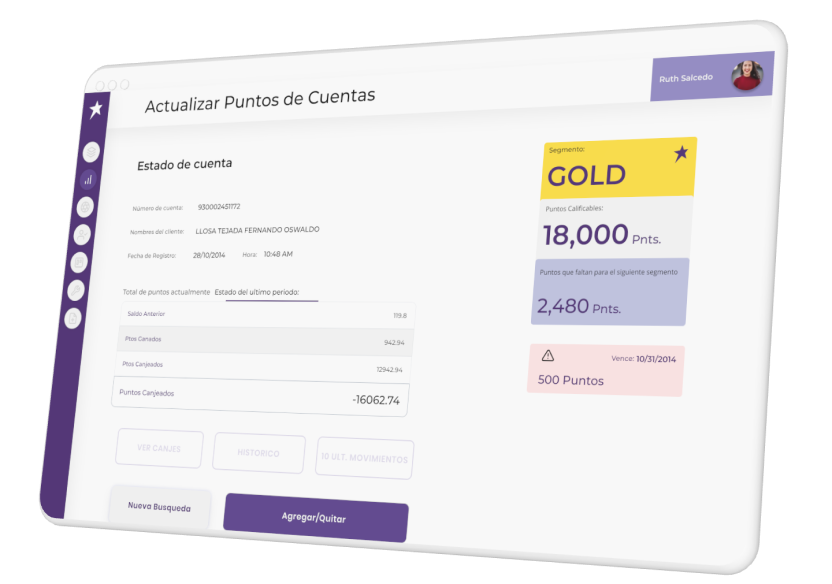 Actualizar Puntos de Cuentas
Ruth Salcedo
Estado de cuenta
Número de cuenta: 930002451172
Nombres del cliente: LLOSA TEJADA FERNANDO OSWALDO
Fecha de Registro: 28/10/2014 Hora: 10:48 AM
Total de puntos actualmente Estado del ultimo periodo:
Saldo Anterior 119.8
Ptos Ganados 942.94
Ptos Canjeados 12942.94
Puntos Canjeados -16062.74
VER CANJES
HISTORICO
10 ULT. MOVIMIENTOS
Nueva Busqueda
Agregar/Quitar
Segmento:
GOLD
Puntos Calificables:
18,000 Pnts.
Puntos que faltan para el siguiente segmento
2,480 Pnts.
Vence: 10/31/2014
500 Puntos